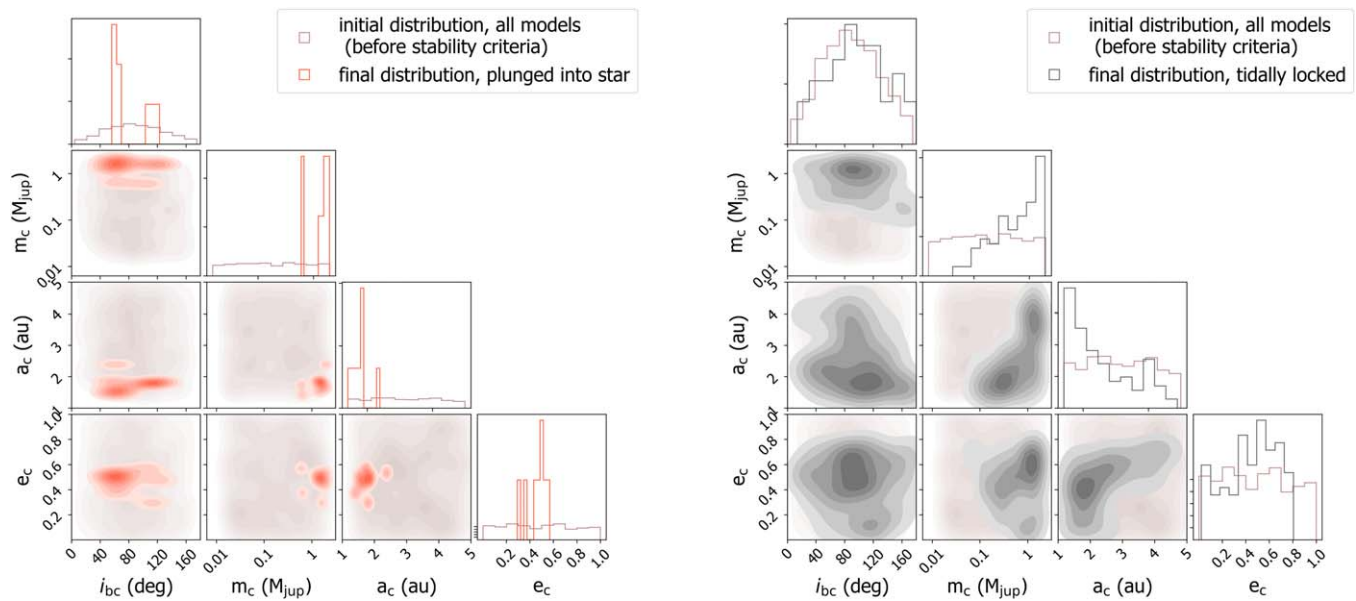 initial distribution, all models
(before stability criteria)
final distribution, plunged into star
m_c (M_jup)
1
0.1
0.01
a_c (au)
5
4
3
2
e_c
1
0.8
0.6
0.4
0.2
0 40 80 120 160
0.01 0.1 1
1 2 3 4 5
0.2 0.4 0.6 0.8 1.0
i_bc (deg) m_c (M_jup) a_c (au) e_c
initial distribution, all models
(before stability criteria)
final distribution, tidally locked
m_c (M_jup)
1
0.1
0.01
a_c (au)
5
4
3
2
e_c
1
0.8
0.6
0.4
0.2
0 40 80 120 160
0.01 0.1 1
1 2 3 4 5
0.2 0.4 0.6 0.8 1.0
i_bc (deg) m_c (M_jup) a_c (au) e_c